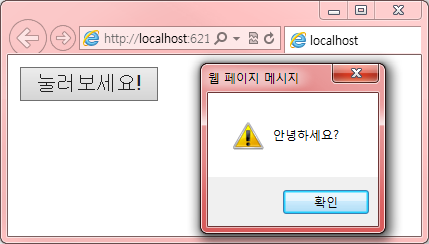 http://localhost:621
localhost
눌러보세요!
웹 페이지 메시지
안녕하세요?
확인